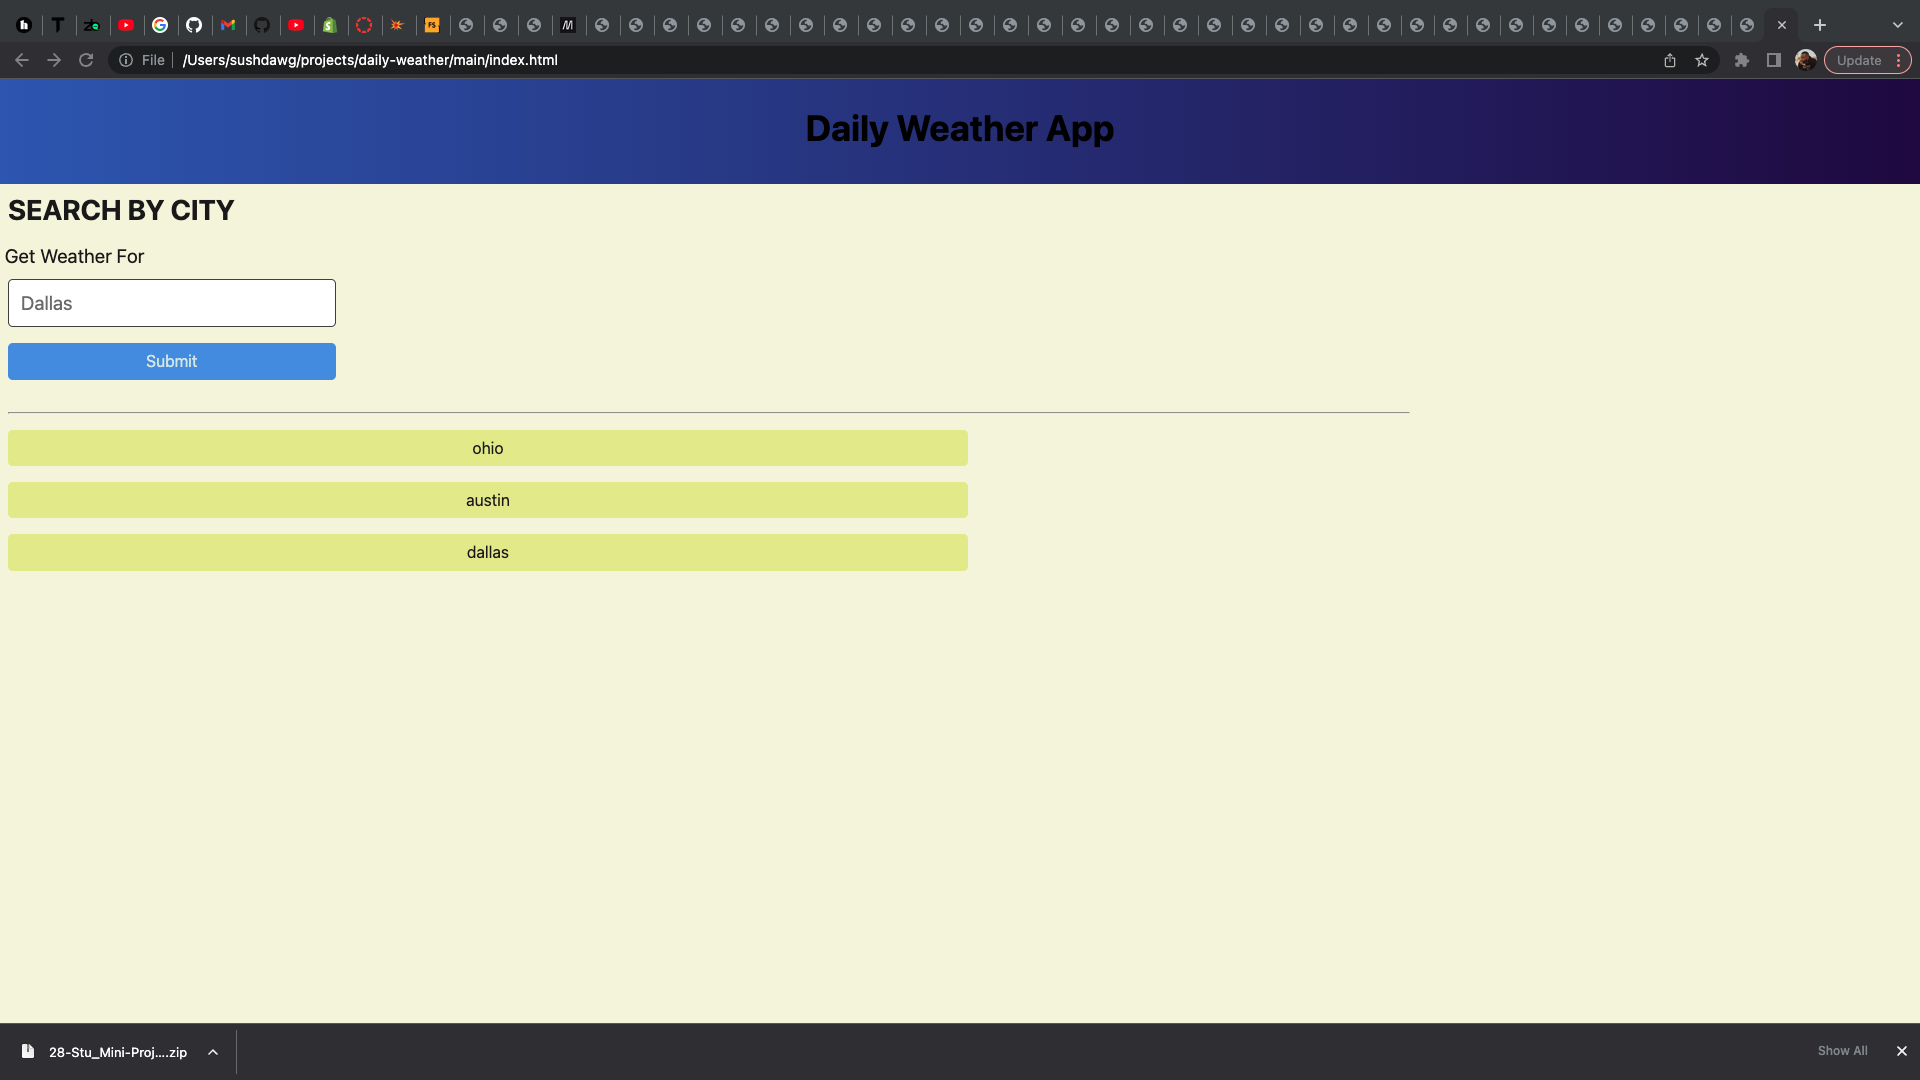 File
/Users/sushdawg/projects/daily-weather/main/index.html
Update
Daily Weather App
SEARCH BY CITY
Get Weather For
Dallas
Submit
ohio
austin
dallas
28-Stu_Mini-Proj....zip
Show All